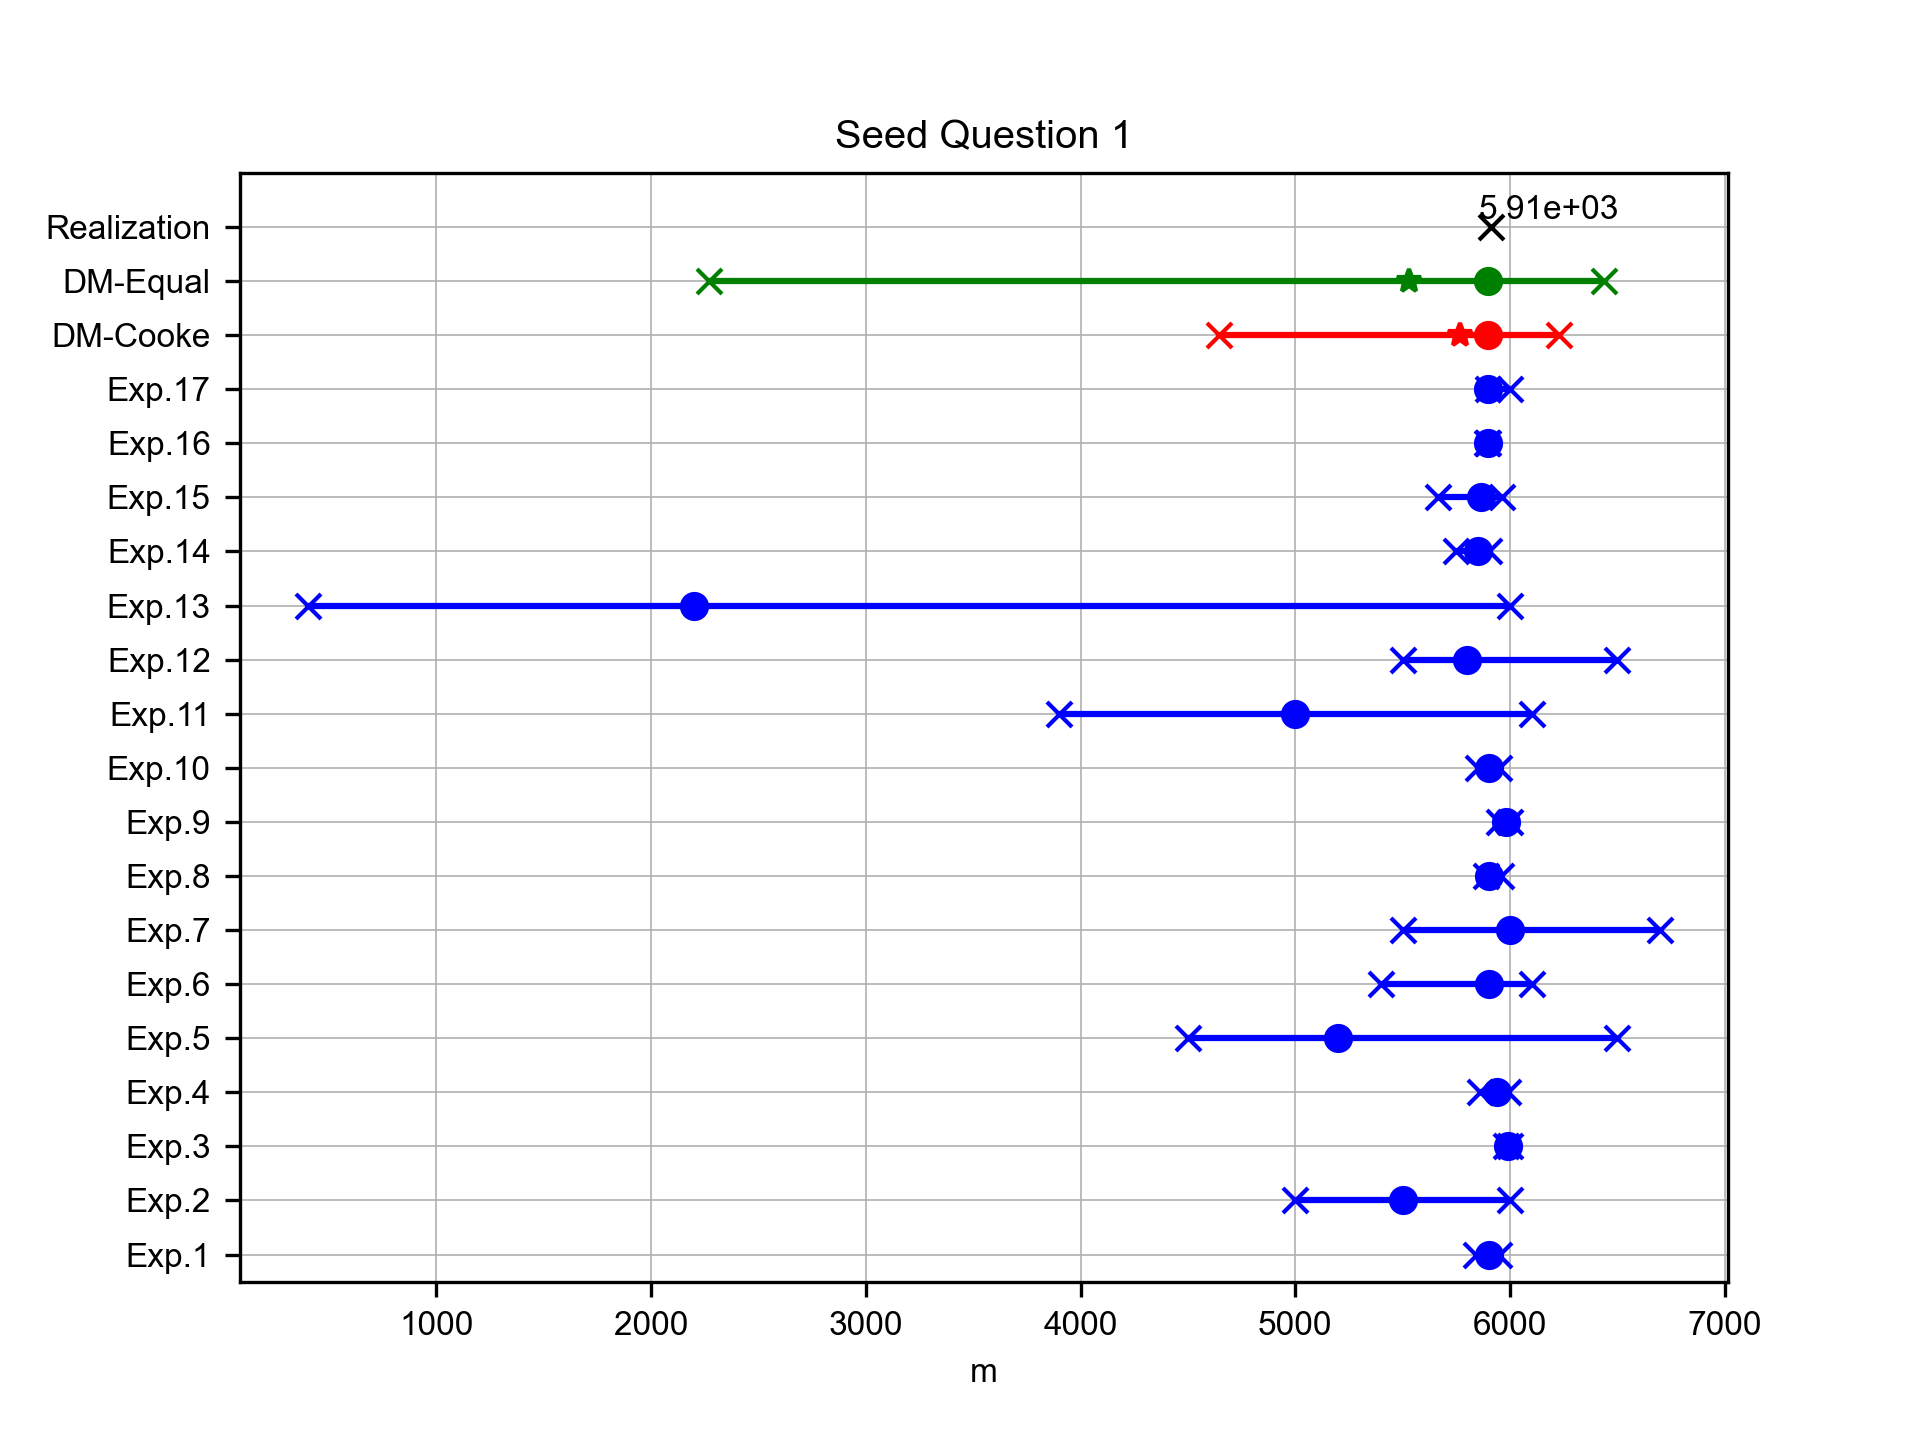 Seed Question 1
5.91e+03
Realization
DM-Equal
DM-Cooke
Exp.17
Exp.16
Exp.15
Exp.14
Exp.13
Exp.12
Exp.11
Exp.10
Exp.9
Exp.8
Exp.7
Exp.6
Exp.5
Exp.4
Exp.3
Exp.2
Exp.1
1000 2000 3000 4000 5000 6000 7000
m